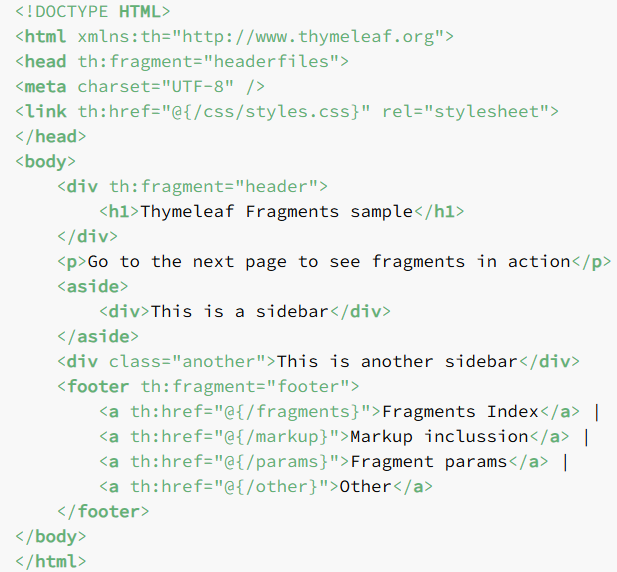 <!DOCTYPE HTML>
<html xmlns:th="http://www.thymeleaf.org">
<head th:fragment="headerfiles">
<meta charset="UTF-8" />
<link th:href="@{/css/styles.css}" rel="stylesheet">
</head>
<body>
    <div th:fragment="header">
        <h1>Thymeleaf Fragments sample</h1>
    </div>
    <p>Go to the next page to see fragments in action</p>
    <aside>
        <div>This is a sidebar</div>
    </aside>
    <div class="another">This is another sidebar</div>
    <footer th:fragment="footer">
        <a th:href="@{/fragments}">Fragments Index</a> |
        <a th:href="@{/markup}">Markup inclussion</a> |
        <a th:href="@{/params}">Fragment params</a> |
        <a th:href="@{/other}">Other</a>
    </footer>
</body>
</html>